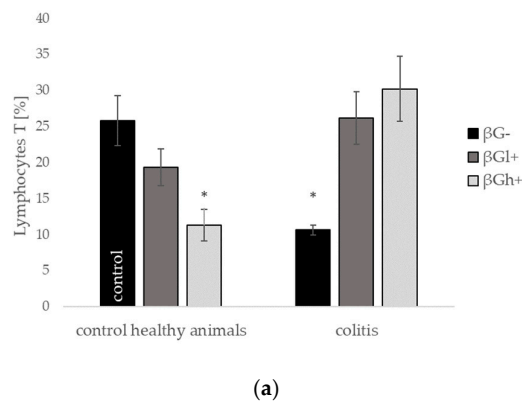 40
35
30
25
20
15
10
5
0
Lymphocytes T [%]
control
*
*
control healthy animals
colitis
βG-
βGl+
βGh+
(a)